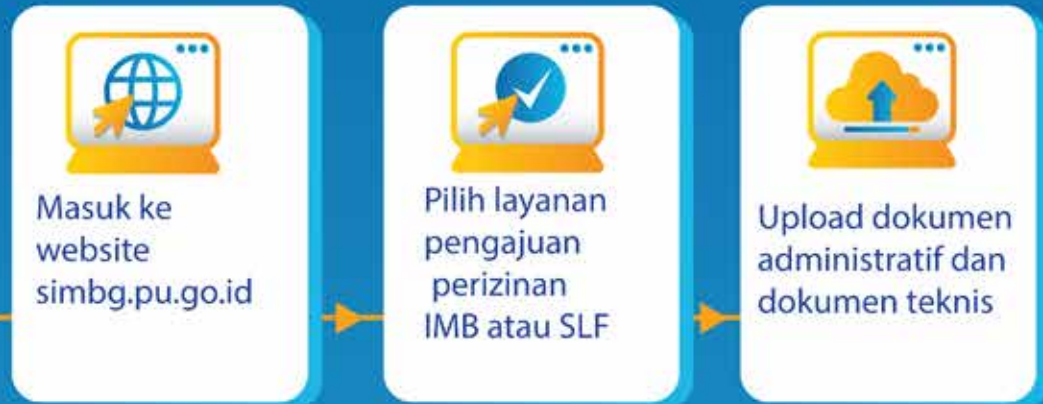 Masuk ke
website
simbg.pu.go.id
Pilih layanan
pengajuan
perizinan
IMB atau SLF
Upload dokumen
administratif dan
dokumen teknis